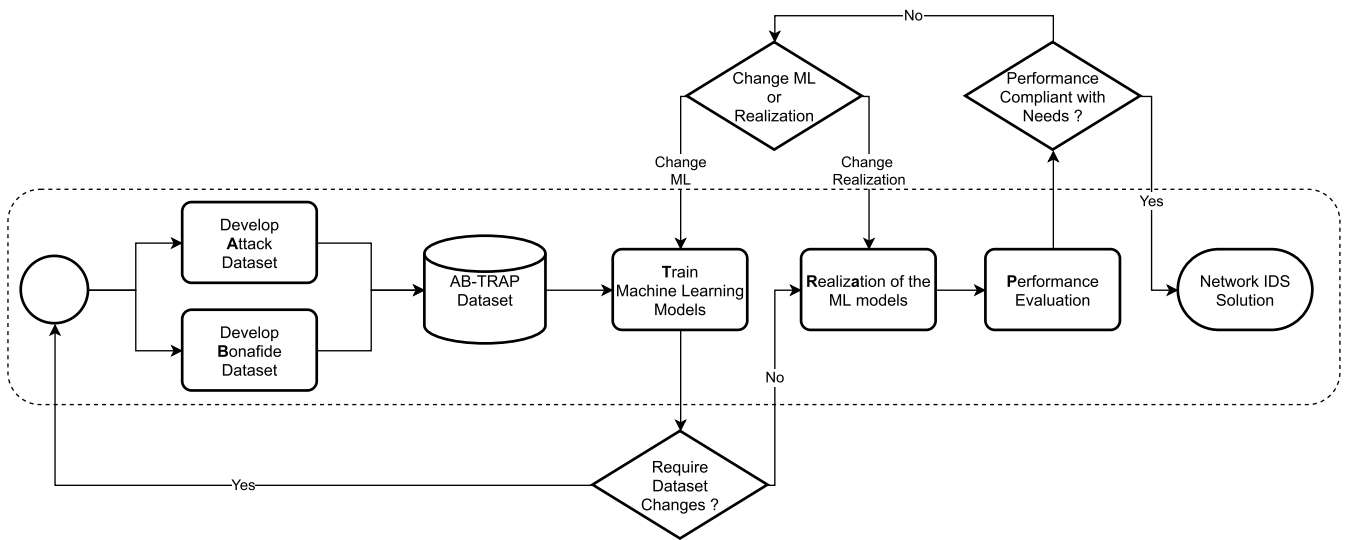 No
Change ML
or
Realization
Performance
Compliant with
Needs ?
Change
ML
Change
Realization
Yes
Develop
Attack
Dataset
Develop
Bonafide
Dataset
AB-TRAP
Dataset
Train
Machine Learning
Models
Realization of the
ML models
Performance
Evaluation
Network IDS
Solution
No
Require
Dataset
Changes ?
Yes